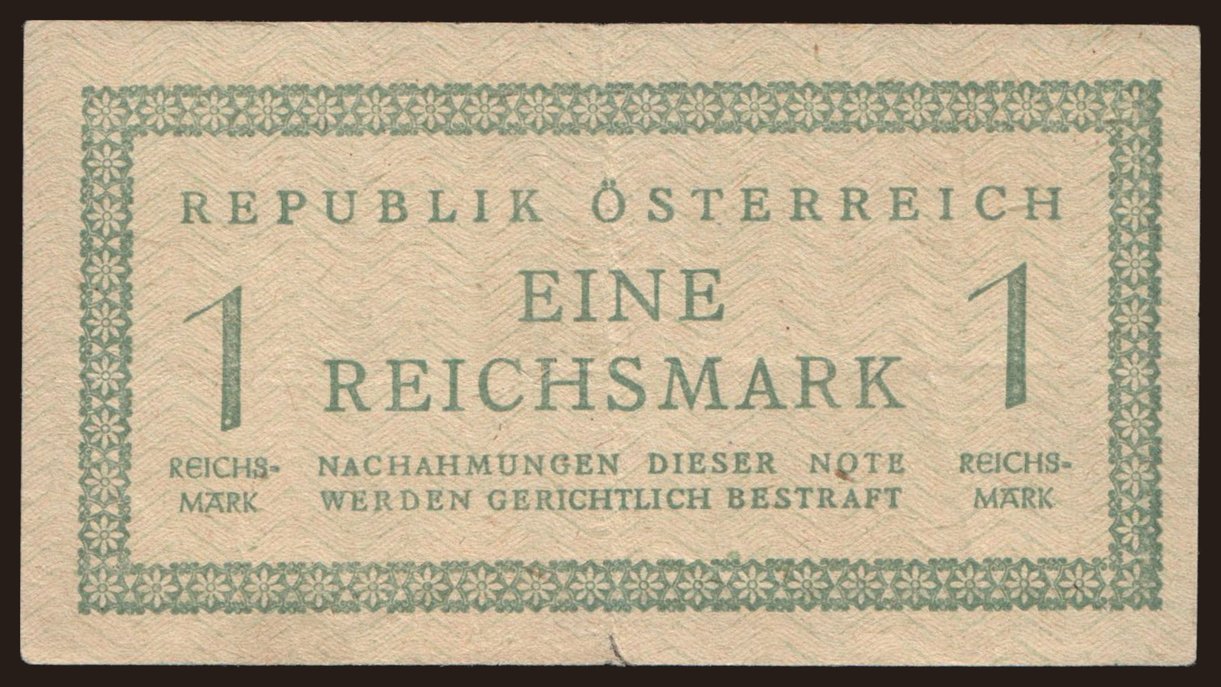 REPUBLIK ÖSTERREICH
EINE
REICHSMARK
1
REICHS-
MARK
NACHAHMUNGEN DIESER NOTE
WERDEN GERICHTLICH BESTRAFT
1
REICHS-
MARK